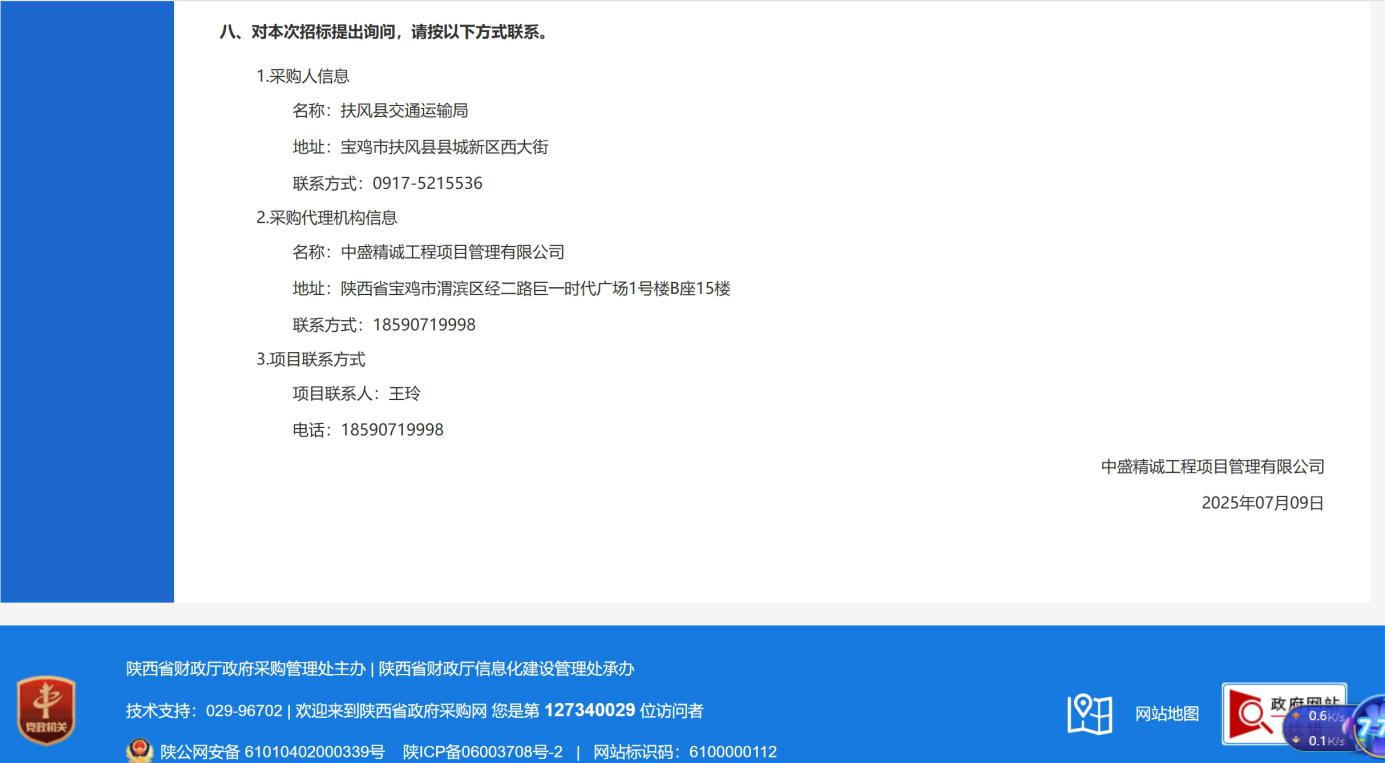 八、对本次招标提出询问，请按以下方式联系。
1.采购人信息
名称：扶风县交通运输局
地址：宝鸡市扶风县县城新区西大街
联系方式：0917-5215536
2.采购代理机构信息
名称：中盛精诚工程项目管理有限公司
地址：陕西省宝鸡市渭滨区经二路巨一时代广场1号楼B座15楼
联系方式：18590719998
3.项目联系方式
项目联系人：王玲
电话：18590719998
中盛精诚工程项目管理有限公司
2025年07月09日
陕西省财政厅政府采购管理处主办 | 陕西省财政厅信息化建设管理处承办
党政机关
技术支持：029-96702 | 欢迎来到陕西省政府采购网 您是第 127340029 位访问者
网站地图
政府网站
0.6K/s
0.1K/s
77
陕公网安备 61010402000339号 陕ICP备06003708号-2 | 网站标识码：6100000112